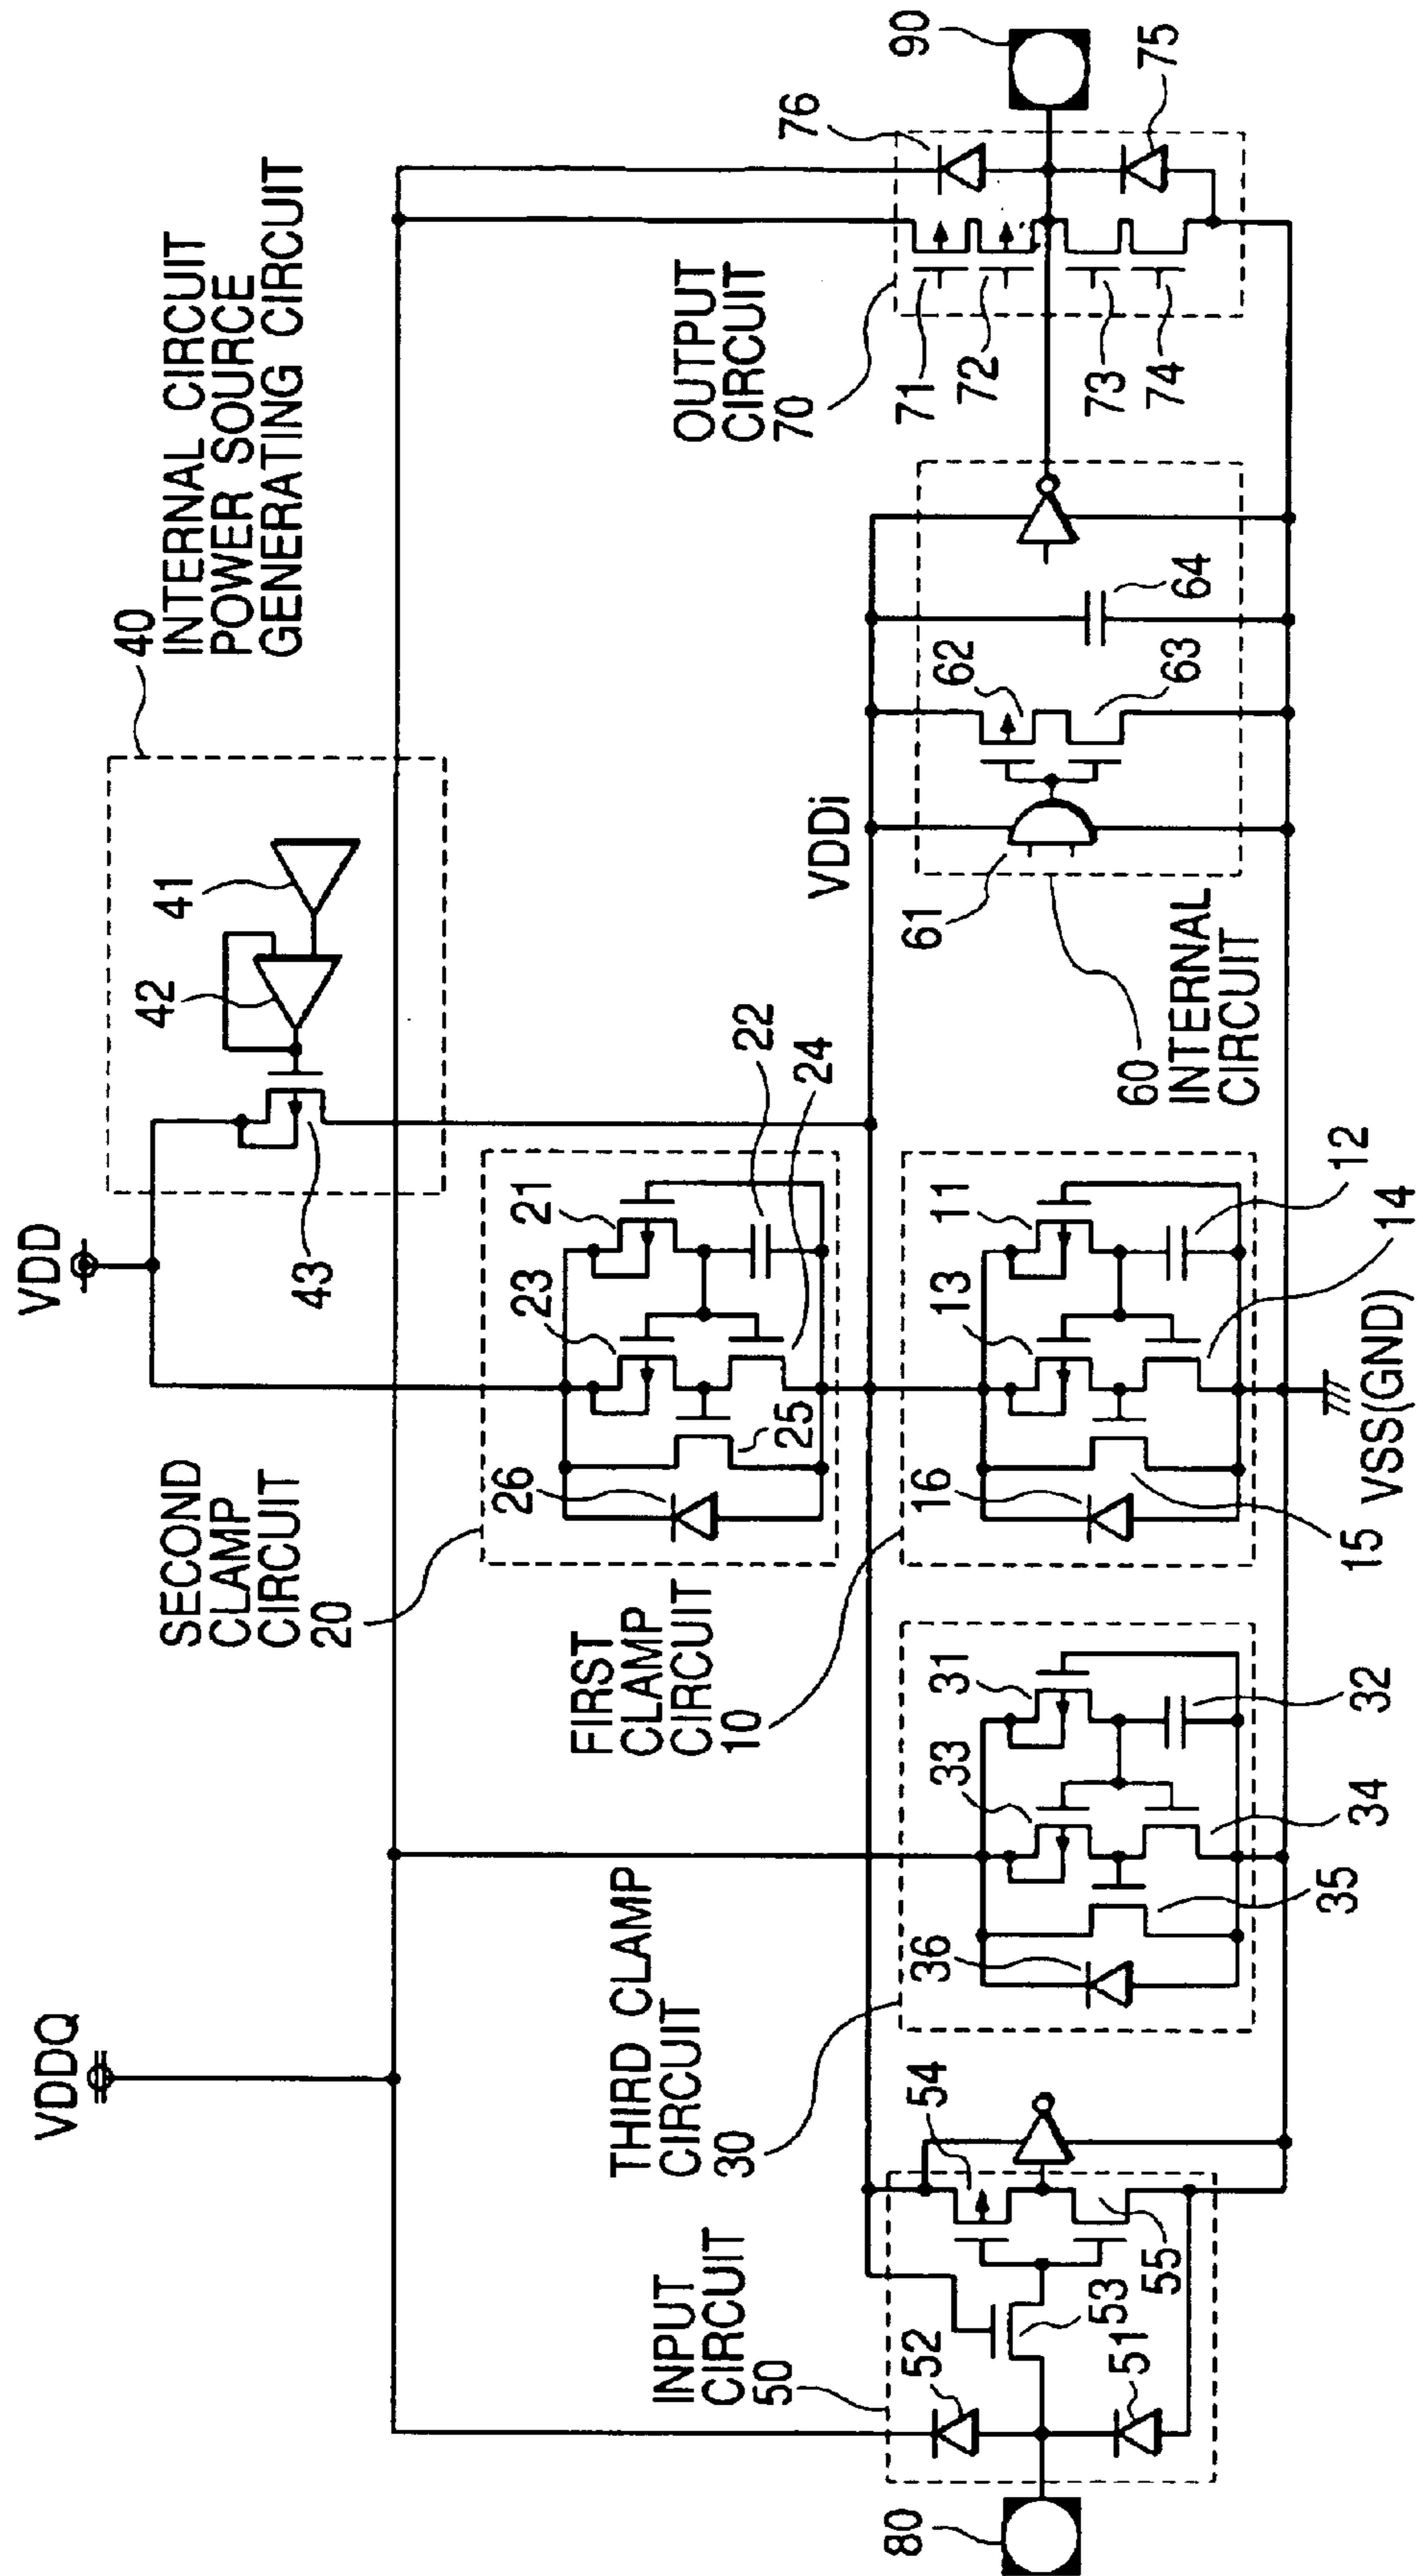 VDDQ
VDD
40
INTERNAL CIRCUIT
POWER SOURCE
GENERATING CIRCUIT
41
42
43
SECOND
CLAMP
CIRCUIT
20
21
22
23
24
25
26
FIRST
CLAMP
CIRCUIT
10
11
12
13
14
15
16
VSS(GND)
THIRD CLAMP
CIRCUIT
30
31
32
33
34
35
36
INPUT
CIRCUIT
50
51
52
53
54
55
80
VDDi
60
INTERNAL
CIRCUIT
61
62
63
64
OUTPUT
CIRCUIT
70
71
72
73
74
75
76
90